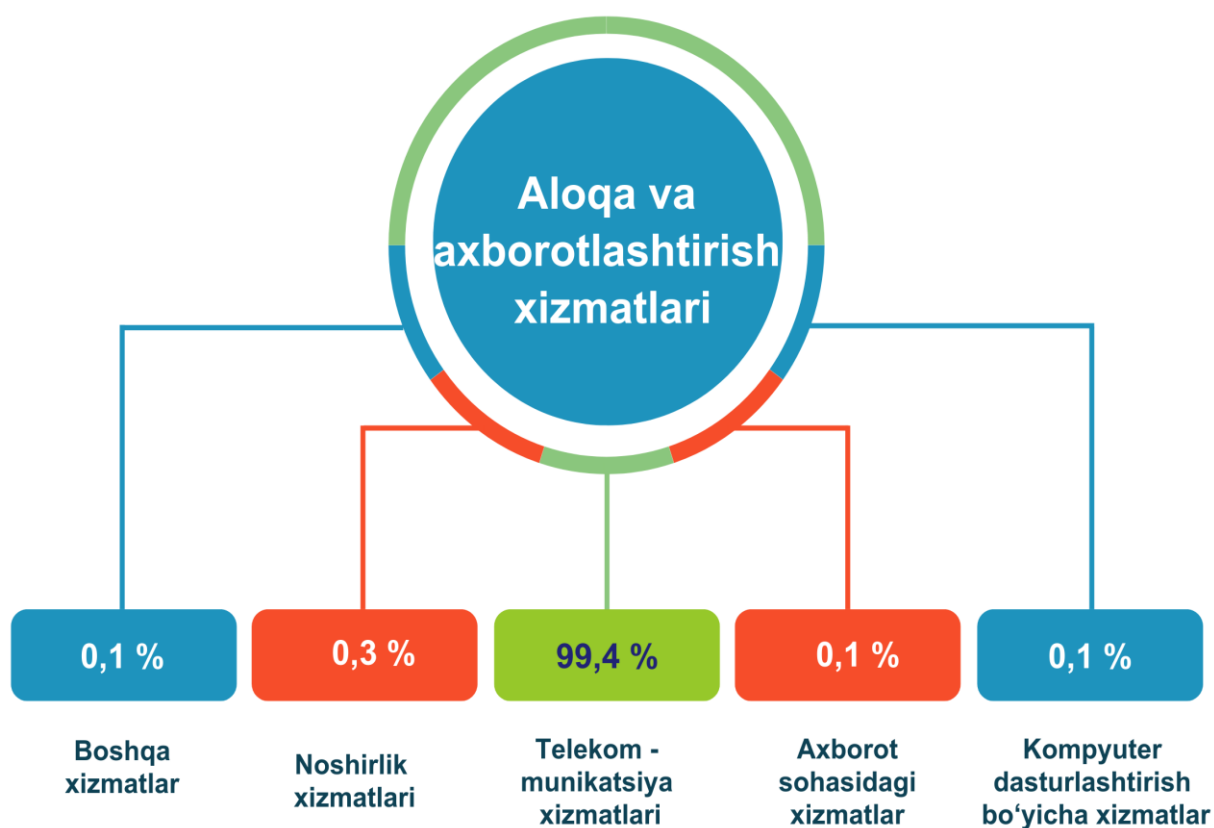 Aloqa va
axborotlashtirish
xizmatlari
0,1 %
0,3 %
99,4 %
0,1 %
0,1 %
Boshqa
xizmatlar
Noshirlik
xizmatlari
Telekom -
munikatsiya
xizmatlari
Axborot
sohasidagi
xizmatlar
Kompyuter
dasturlashtirish
bo‘yicha xizmatlar